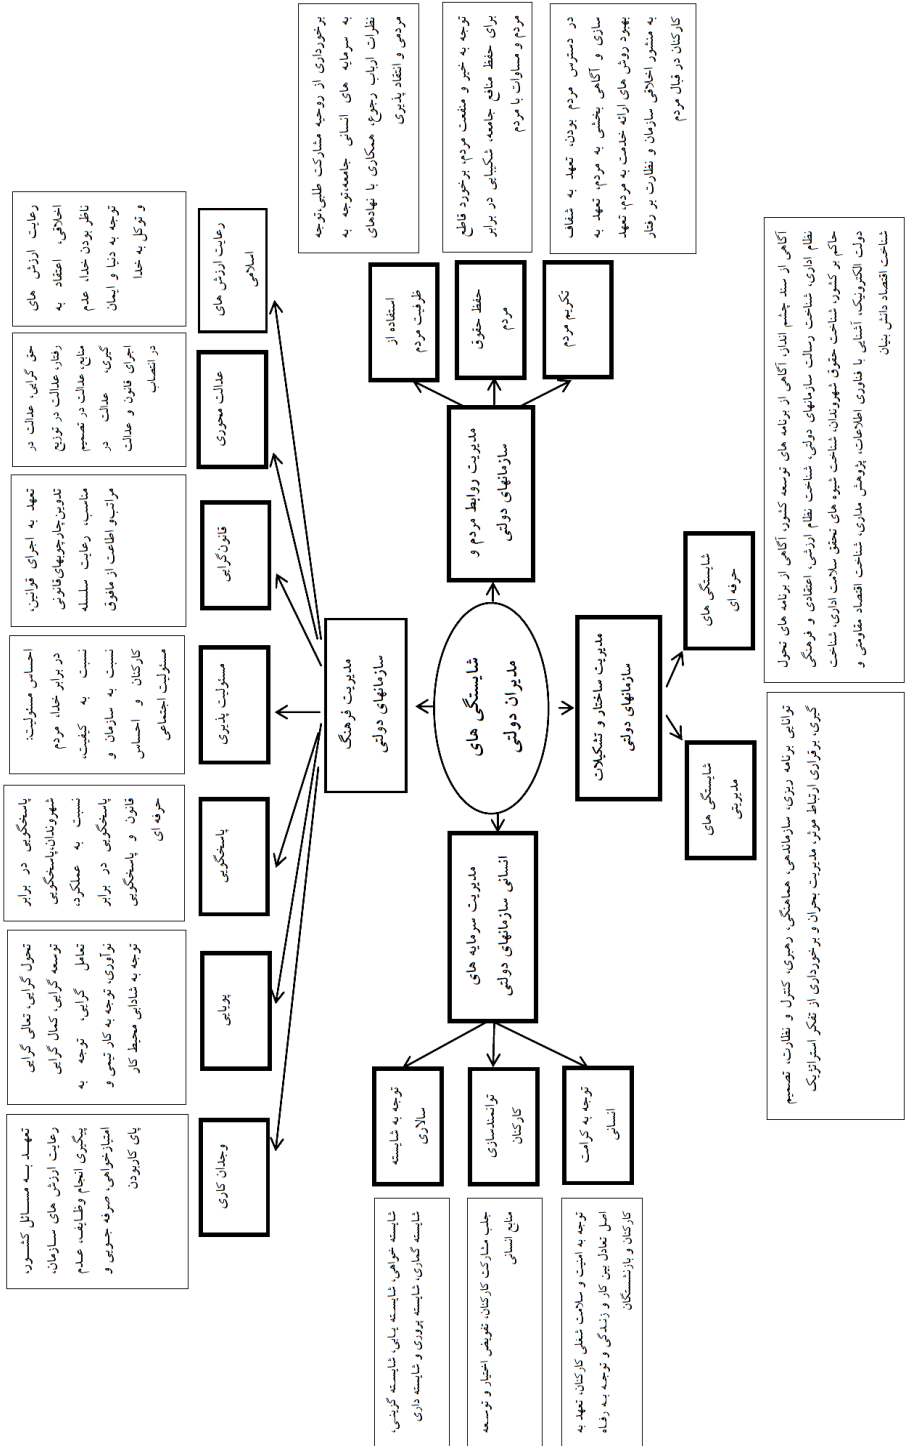 رعایت ارزش های
اخلاقی، اعتقاد به
ناظر بودن خدا، عدم
توجه به دنیا و ایمان
و توکل به خدا
حق گرایی، عدالت در
رفتار، عدالت در توزیع
منابع، عدالت در تصمیم
گیری، عدالت در
اجرای قانون و عدالت
در انتصاب
تعهد به اجرای قوانین،
تدوین‌چارچوبهای‌قانونی
مناسب، رعایت سلسله
مراتب‌و اطاعت از مافوق
احساس مسئولیت:
در برابر خدا، مردم
نسبت به کیفیت،
نسبت به سازمان و
کارکنان و احساس
مسئولیت اجتماعی
پاسخگویی در برابر
شهروندان،پاسخگویی
نسبت به عملکرد،
پاسخگویی در برابر
قانون و پاسخگویی
حرفه ای
تحول گرایی، تعالی گرایی
توسعه گرایی، کمال گرایی
تعامل گرایی، توجه به
نوآوری، توجه به کار تیمی و
توجه به شادابی محیط کار
تعهد به مسائل کشور،
رعایت ارزش های سازمان،
پیگیری انجام وظایف، عدم
امتیازخواهی، صرفه جویی و
پای کاربودن
رعایت ارزش های
اسلامی
عدالت محوری
قانون‌گرایی
مسئولیت پذیری
پاسخگویی
پویایی
وجدان کاری
مدیریت فرهنگ
سازمانهای دولتی
برخورداری از روحیه مشارکت طلبی،توجه
به سرمایه های انسانی جامعه،توجه به
نظرات ارباب رجوع، همکاری با نهادهای
مردمی و انتقاد پذیری
توجه به خیر و منفعت مردم، برخورد قاطع
برای حفظ منافع جامعه، شکیبایی در برابر
مردم و مساوات با مردم
در دسترس مردم بودن، تعهد به شفاف
سازی و آگاهی بخشی به مردم، تعهد به
بهبود روش های ارائه خدمت به مردم، تعهد
به منشور اخلاقی سازمان و نظارت بر رفتار
کارکنان در قبال مردم
استفاده از
ظرفیت مردم
حفظ حقوق
مردم
تکریم مردم
مدیریت روابط مردم و
سازمانهای دولتی
شایستگی های
مدیران دولتی
مدیریت سرمایه های
انسانی سازمانهای دولتی
توجه به شایسته
سالاری
توانمندسازی
کارکنان
توجه به کرامت
انسانی
شایسته خواهی، شایسته یابی، شایسته گزینی،
شایسته گماری، شایسته پروری و شایسته داری
جلب مشارکت کارکنان، تفویض اختیار و توسعه
منابع انسانی
توجه به امنیت و سلامت شغلی کارکنان، تعهد به
اصل تعادل بین کار و زندگی و توجه به رفاه
کارکنان و بازنشستگان
مدیریت ساختار و تشکیلات
سازمانهای دولتی
شایستگی های
حرفه ای
شایستگی های
مدیریتی
آگاهی از سند چشم انداز، آگاهی از برنامه های توسعه کشور، آگاهی از برنامه های تحول
نظام اداری، شناخت رسالت سازمانهای دولتی، شناخت نظام ارزشی، اعتقادی و فرهنگی
حاکم بر کشور، شناخت حقوق شهروندان، شناخت شیوه های تحقق سلامت اداری، شناخت
دولت الکترونیک، آشنایی با فناوری اطلاعات، پژوهش مداری، شناخت اقتصاد مقاومتی و
شناخت اقتصاد دانش بنیان
توانایی برنامه ریزی، سازماندهی، هماهنگی، رهبری، کنترل و نظارت، تصمیم
گیری، برقراری ارتباط موثر، مدیریت بحران و برخورداری از تفکر استراتژیک